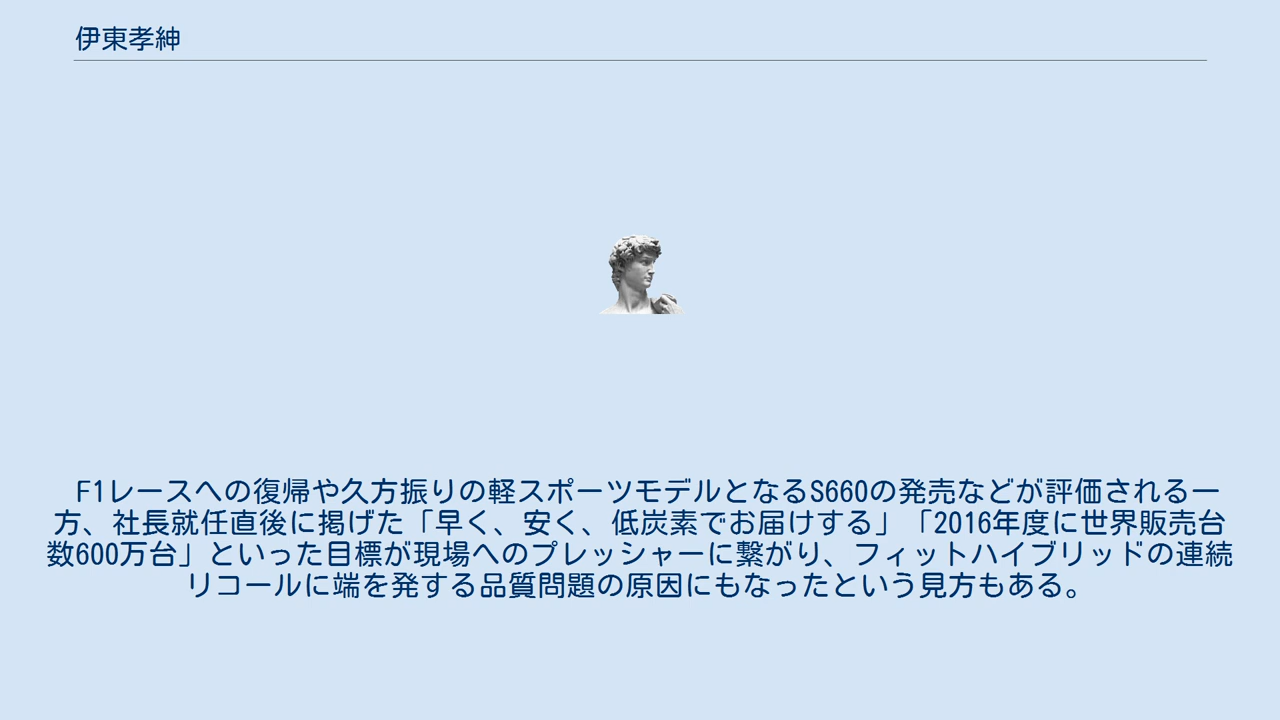 伊東孝紳
F1レースへの復帰や久方振りの軽スポーツモデルとなるS660の発売などが評価される一
方、社長就任直後に掲げた「早く、安く、低炭素でお届けする」「2016年度に世界販売台
数600万台」といった目標が現場へのプレッシャーに繋がり、フィットハイブリッドの連続
リコールに端を発する品質問題の原因にもなったという見方もある。